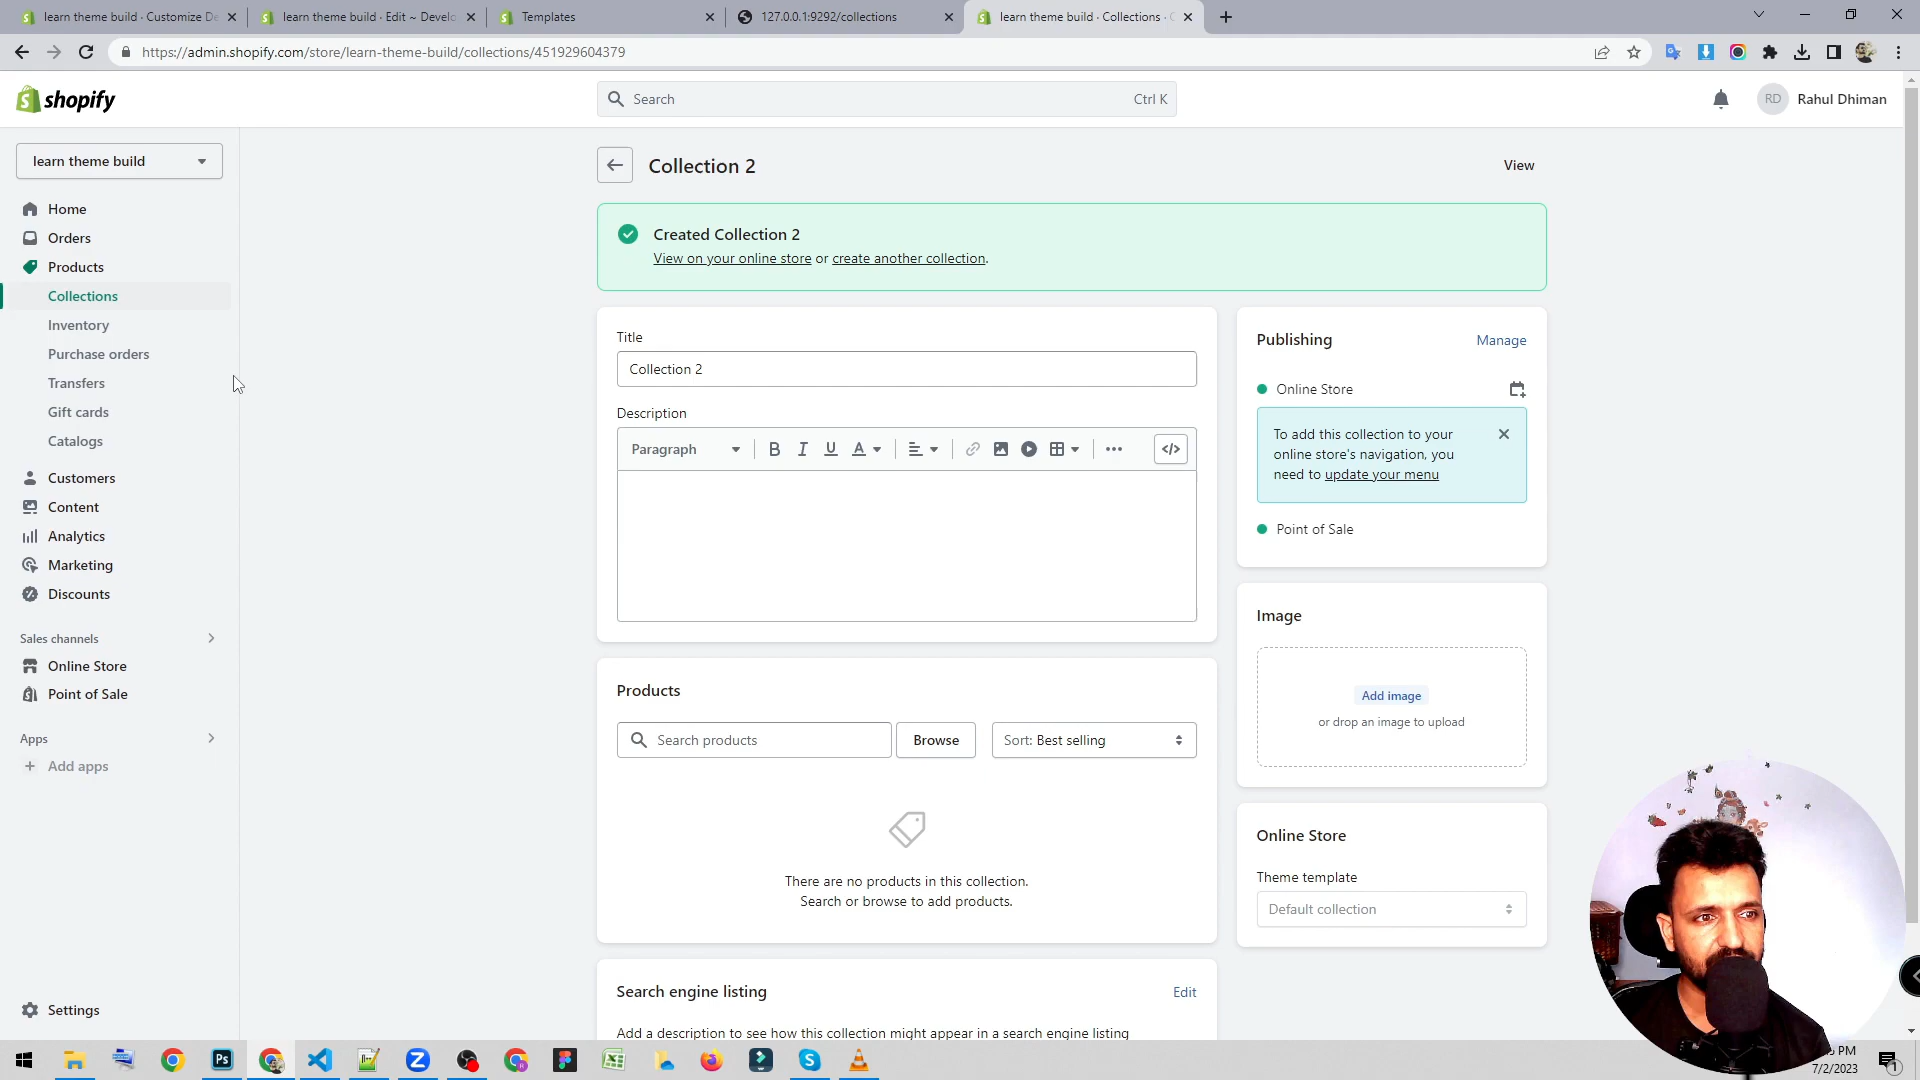 learn theme build · Customize De
learn theme build · Edit ~ Develo
Templates
127.0.0.1:9292/collections
learn theme build · Collections ·
https://admin.shopify.com/store/learn-theme-build/collections/451929604379
shopify
Search
Ctrl K
RD
Rahul Dhiman
learn theme build
Home
Orders
Products
Collections
Inventory
Purchase orders
Transfers
Gift cards
Catalogs
Customers
Content
Analytics
Marketing
Discounts
Sales channels
Online Store
Point of Sale
Apps
Add apps
Settings
Collection 2
View
Created Collection 2
View on your online store or create another collection.
Title
Collection 2
Description
Paragraph
B I U A
Products
Search products
Browse
Sort: Best selling
There are no products in this collection.
Search or browse to add products.
Search engine listing
Edit
Add a description to see how this collection might appear in a search engine listing
Publishing
Manage
Online Store
To add this collection to your
online store's navigation, you
need to update your menu
Point of Sale
Image
Add image
or drop an image to upload
Online Store
Theme template
Default collection
Ps
PM
7/2/2023
1